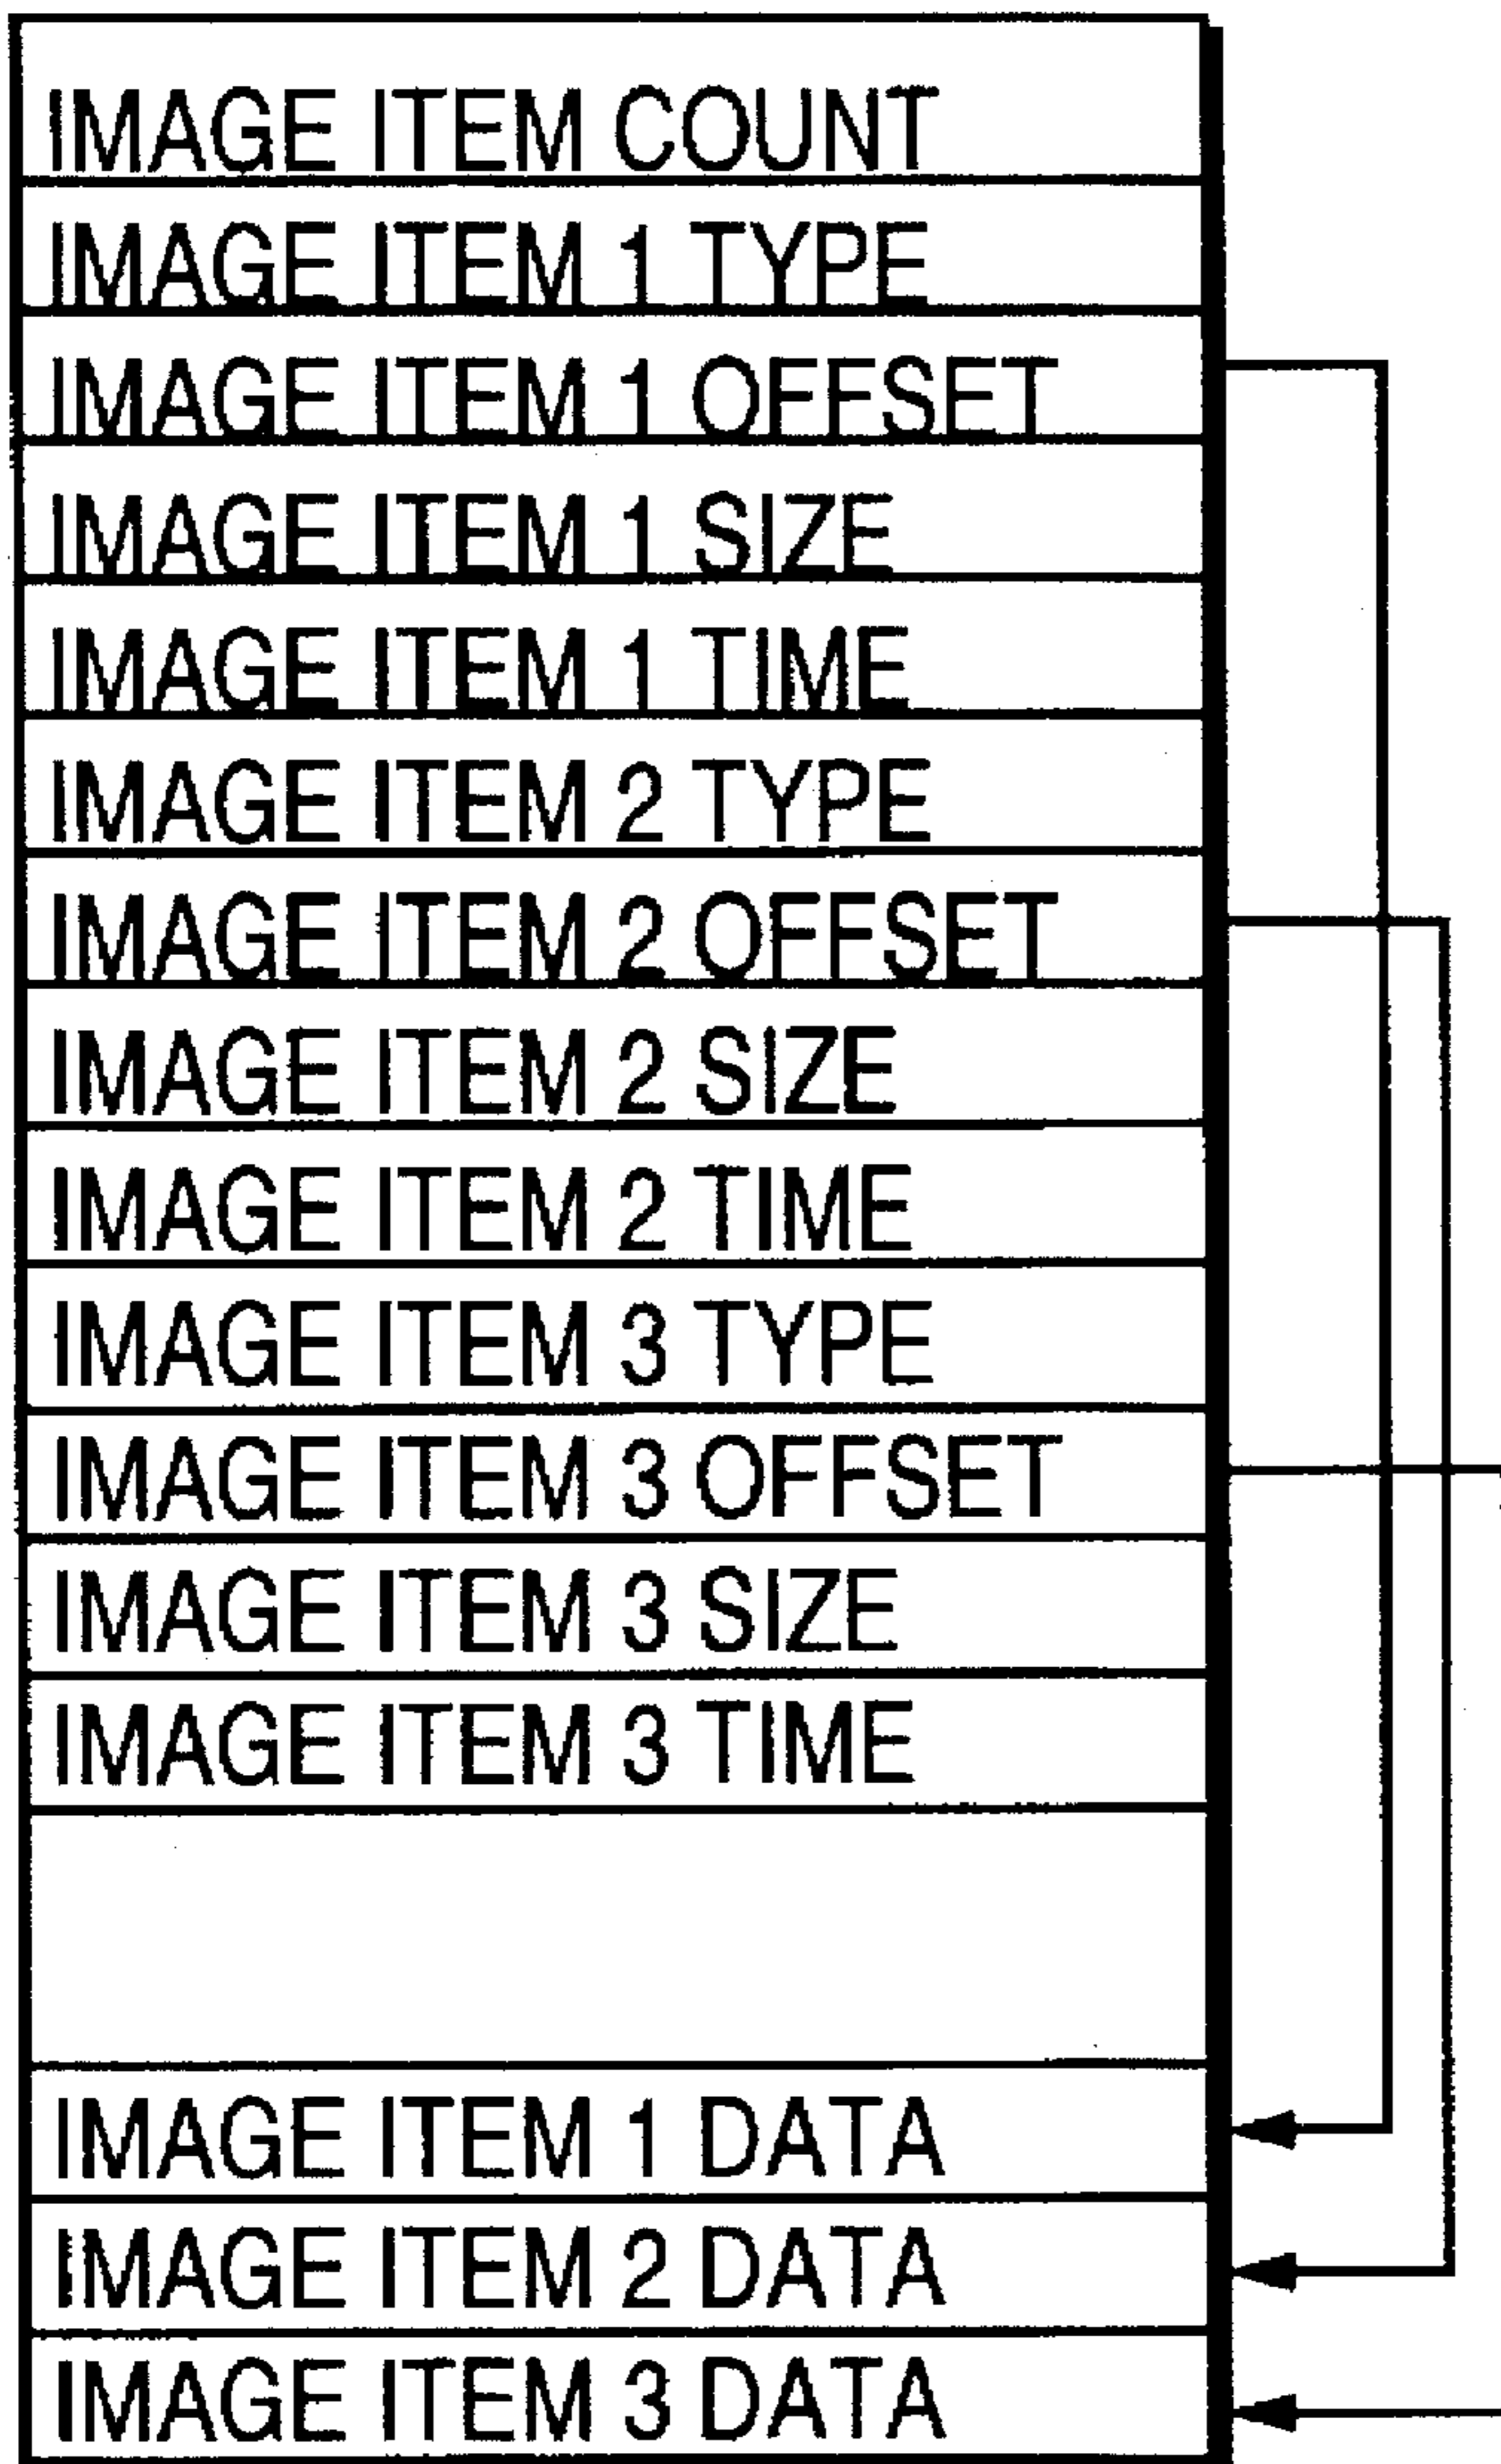 IMAGE ITEM COUNT
IMAGE ITEM 1 TYPE
IMAGE ITEM 1 OFFSET
IMAGE ITEM 1 SIZE
IMAGE ITEM 1 TIME
IMAGE ITEM 2 TYPE
IMAGE ITEM 2 OFFSET
IMAGE ITEM 2 SIZE
IMAGE ITEM 2 TIME
IMAGE ITEM 3 TYPE
IMAGE ITEM 3 OFFSET
IMAGE ITEM 3 SIZE
IMAGE ITEM 3 TIME
IMAGE ITEM 1 DATA
IMAGE ITEM 2 DATA
IMAGE ITEM 3 DATA